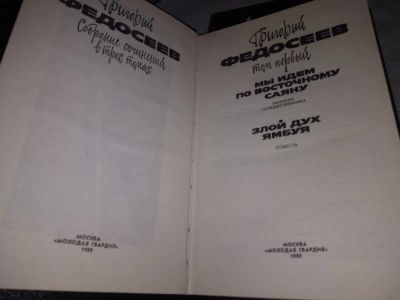 Григорий
ФЕДОСЕЕВ
Собрание сочинений
в трех томах
МОСКВА
«МОЛОДАЯ ГВАРДИЯ»
1989
Григорий
ФЕДОСЕЕВ
том первый
МЫ ИДЕМ
ПО ВОСТОЧНОМУ
САЯНУ
ЗАПИСКИ
ПУТЕШЕСТВЕННИКА
ЗЛОЙ ДУХ
ЯМБУЯ
ПОВЕСТЬ
МОСКВА
«МОЛОДАЯ ГВАРДИЯ»
1989